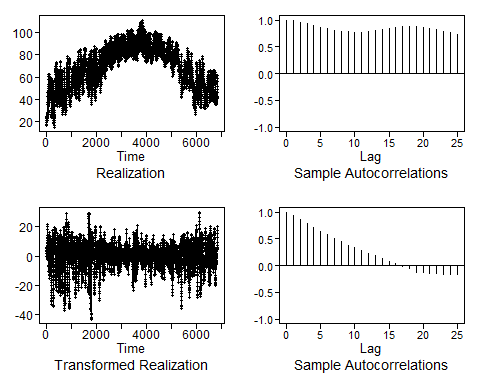 100
80
60
40
20
0 2000 4000 6000
Time
Realization
1.0
0.5
0.0
-0.5
-1.0
0 5 10 15 20 25
Lag
Sample Autocorrelations
20
0
-20
-40
0 2000 4000 6000
Time
Transformed Realization
1.0
0.5
0.0
-0.5
-1.0
0 5 10 15 20 25
Lag
Sample Autocorrelations